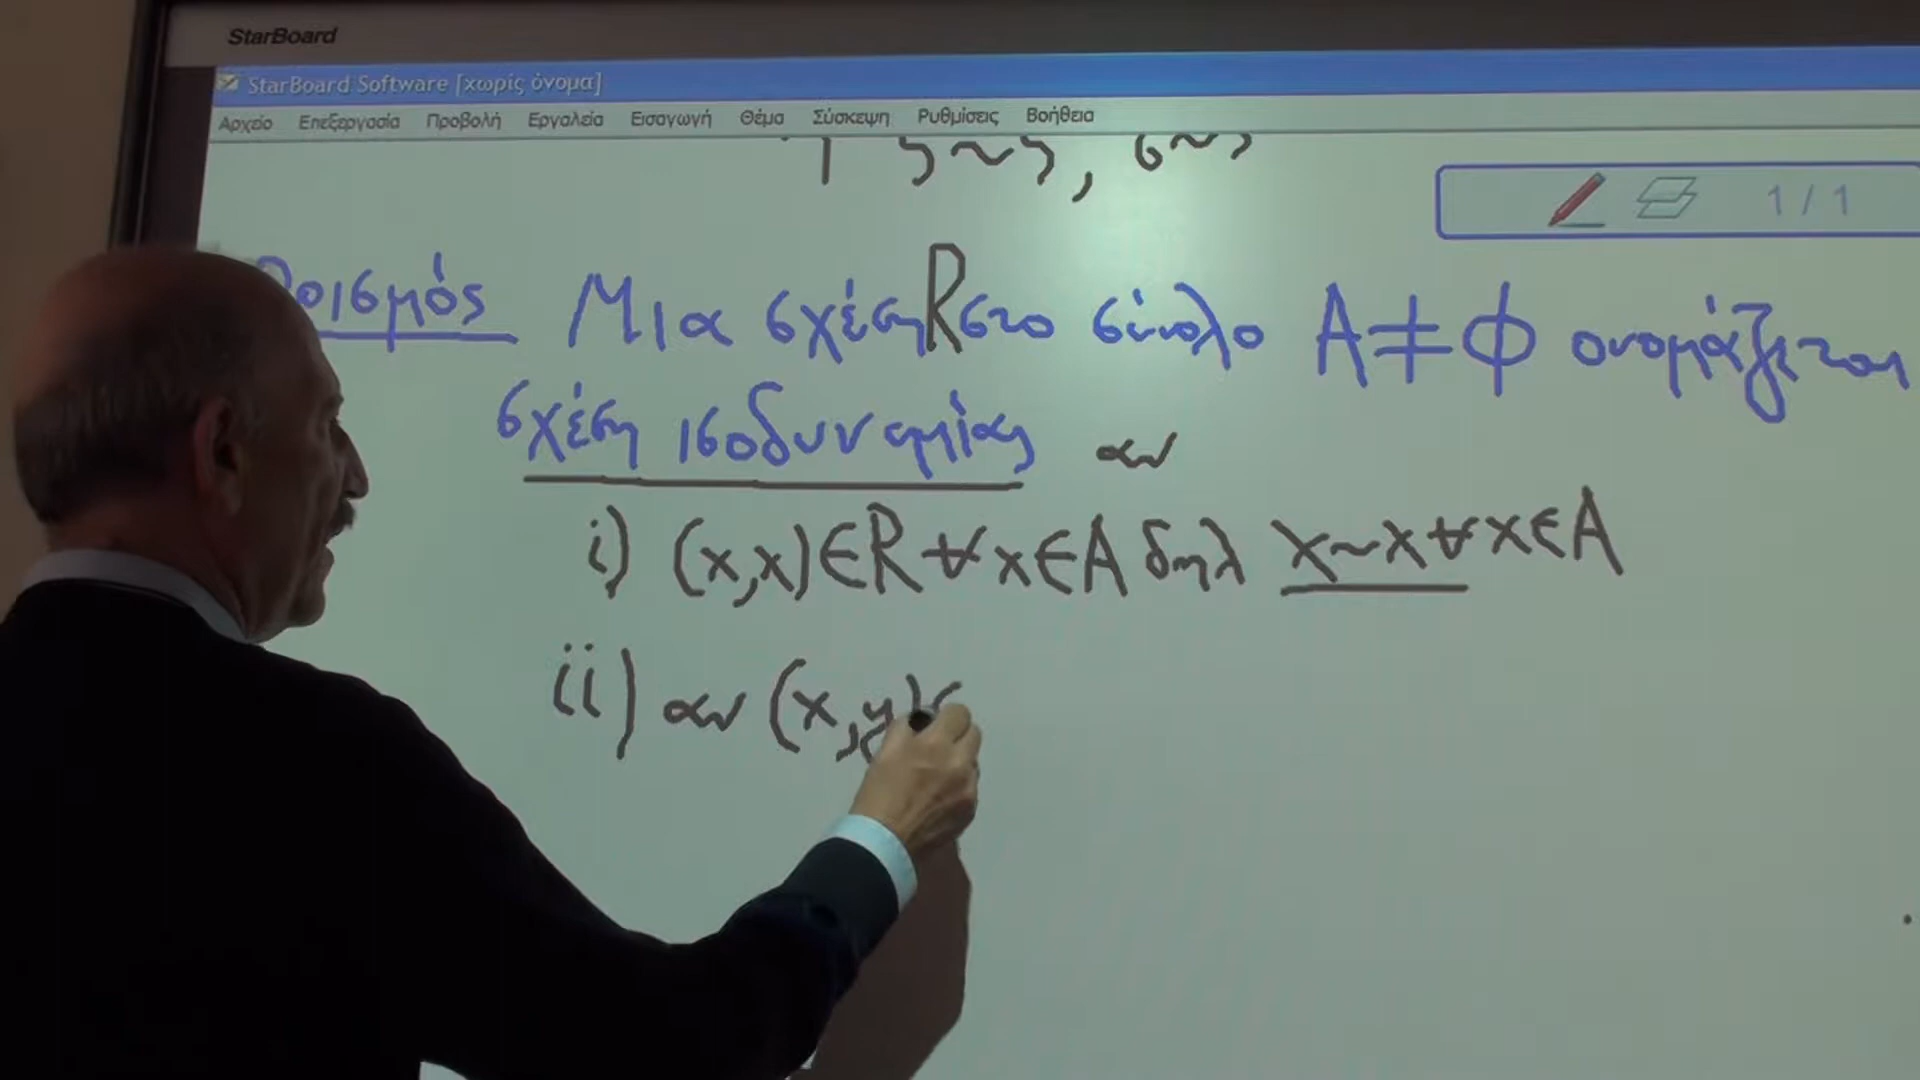 StarBoard
StarBoard Software [χωρίς όνομα]
Αρχείο Επεξεργασία Προβολή Εργαλεία Εισαγωγή Θέμα Σύσκεψη Ρυθμίσεις Βοήθεια
1 / 1
Ορισμός Μια σχέση R στο σύνολο A≠Φ ονομάζεται
σχέση ισοδυναμίας αν
i) (x,x)∈R ∀x∈A δηλ x~x ∀x∈A
ii) αν (x,y)